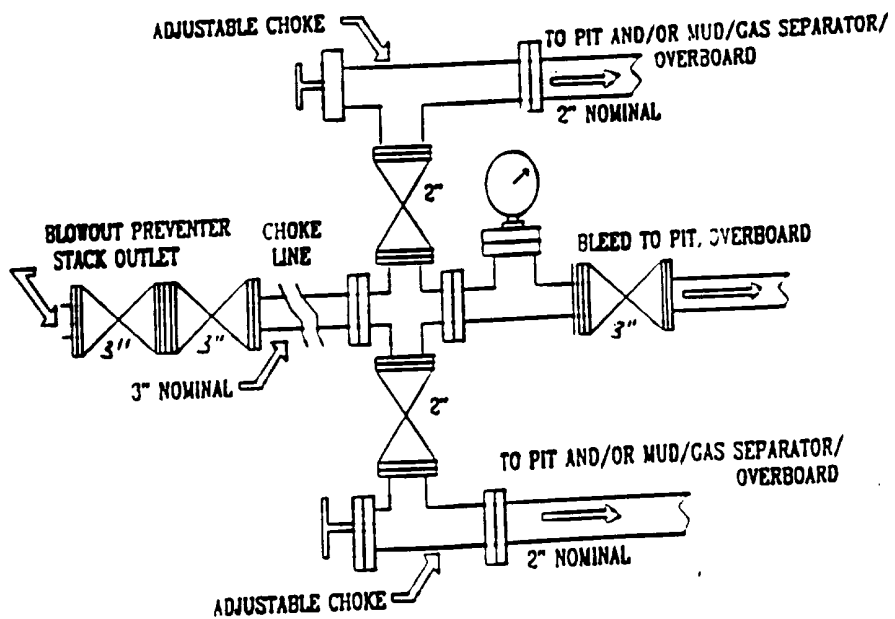 ADJUSTABLE CHOKE
TO PIT AND/OR MUD/GAS SEPARATOR/
OVERBOARD
2" NOMINAL
2"
BLOWOUT PREVENTER
STACK OUTLET
CHOKE
LINE
BLEED TO PIT, OVERBOARD
3"
3"
3"
3" NOMINAL
2"
TO PIT AND/OR MUD/GAS SEPARATOR/
OVERBOARD
2" NOMINAL
ADJUSTABLE CHOKE